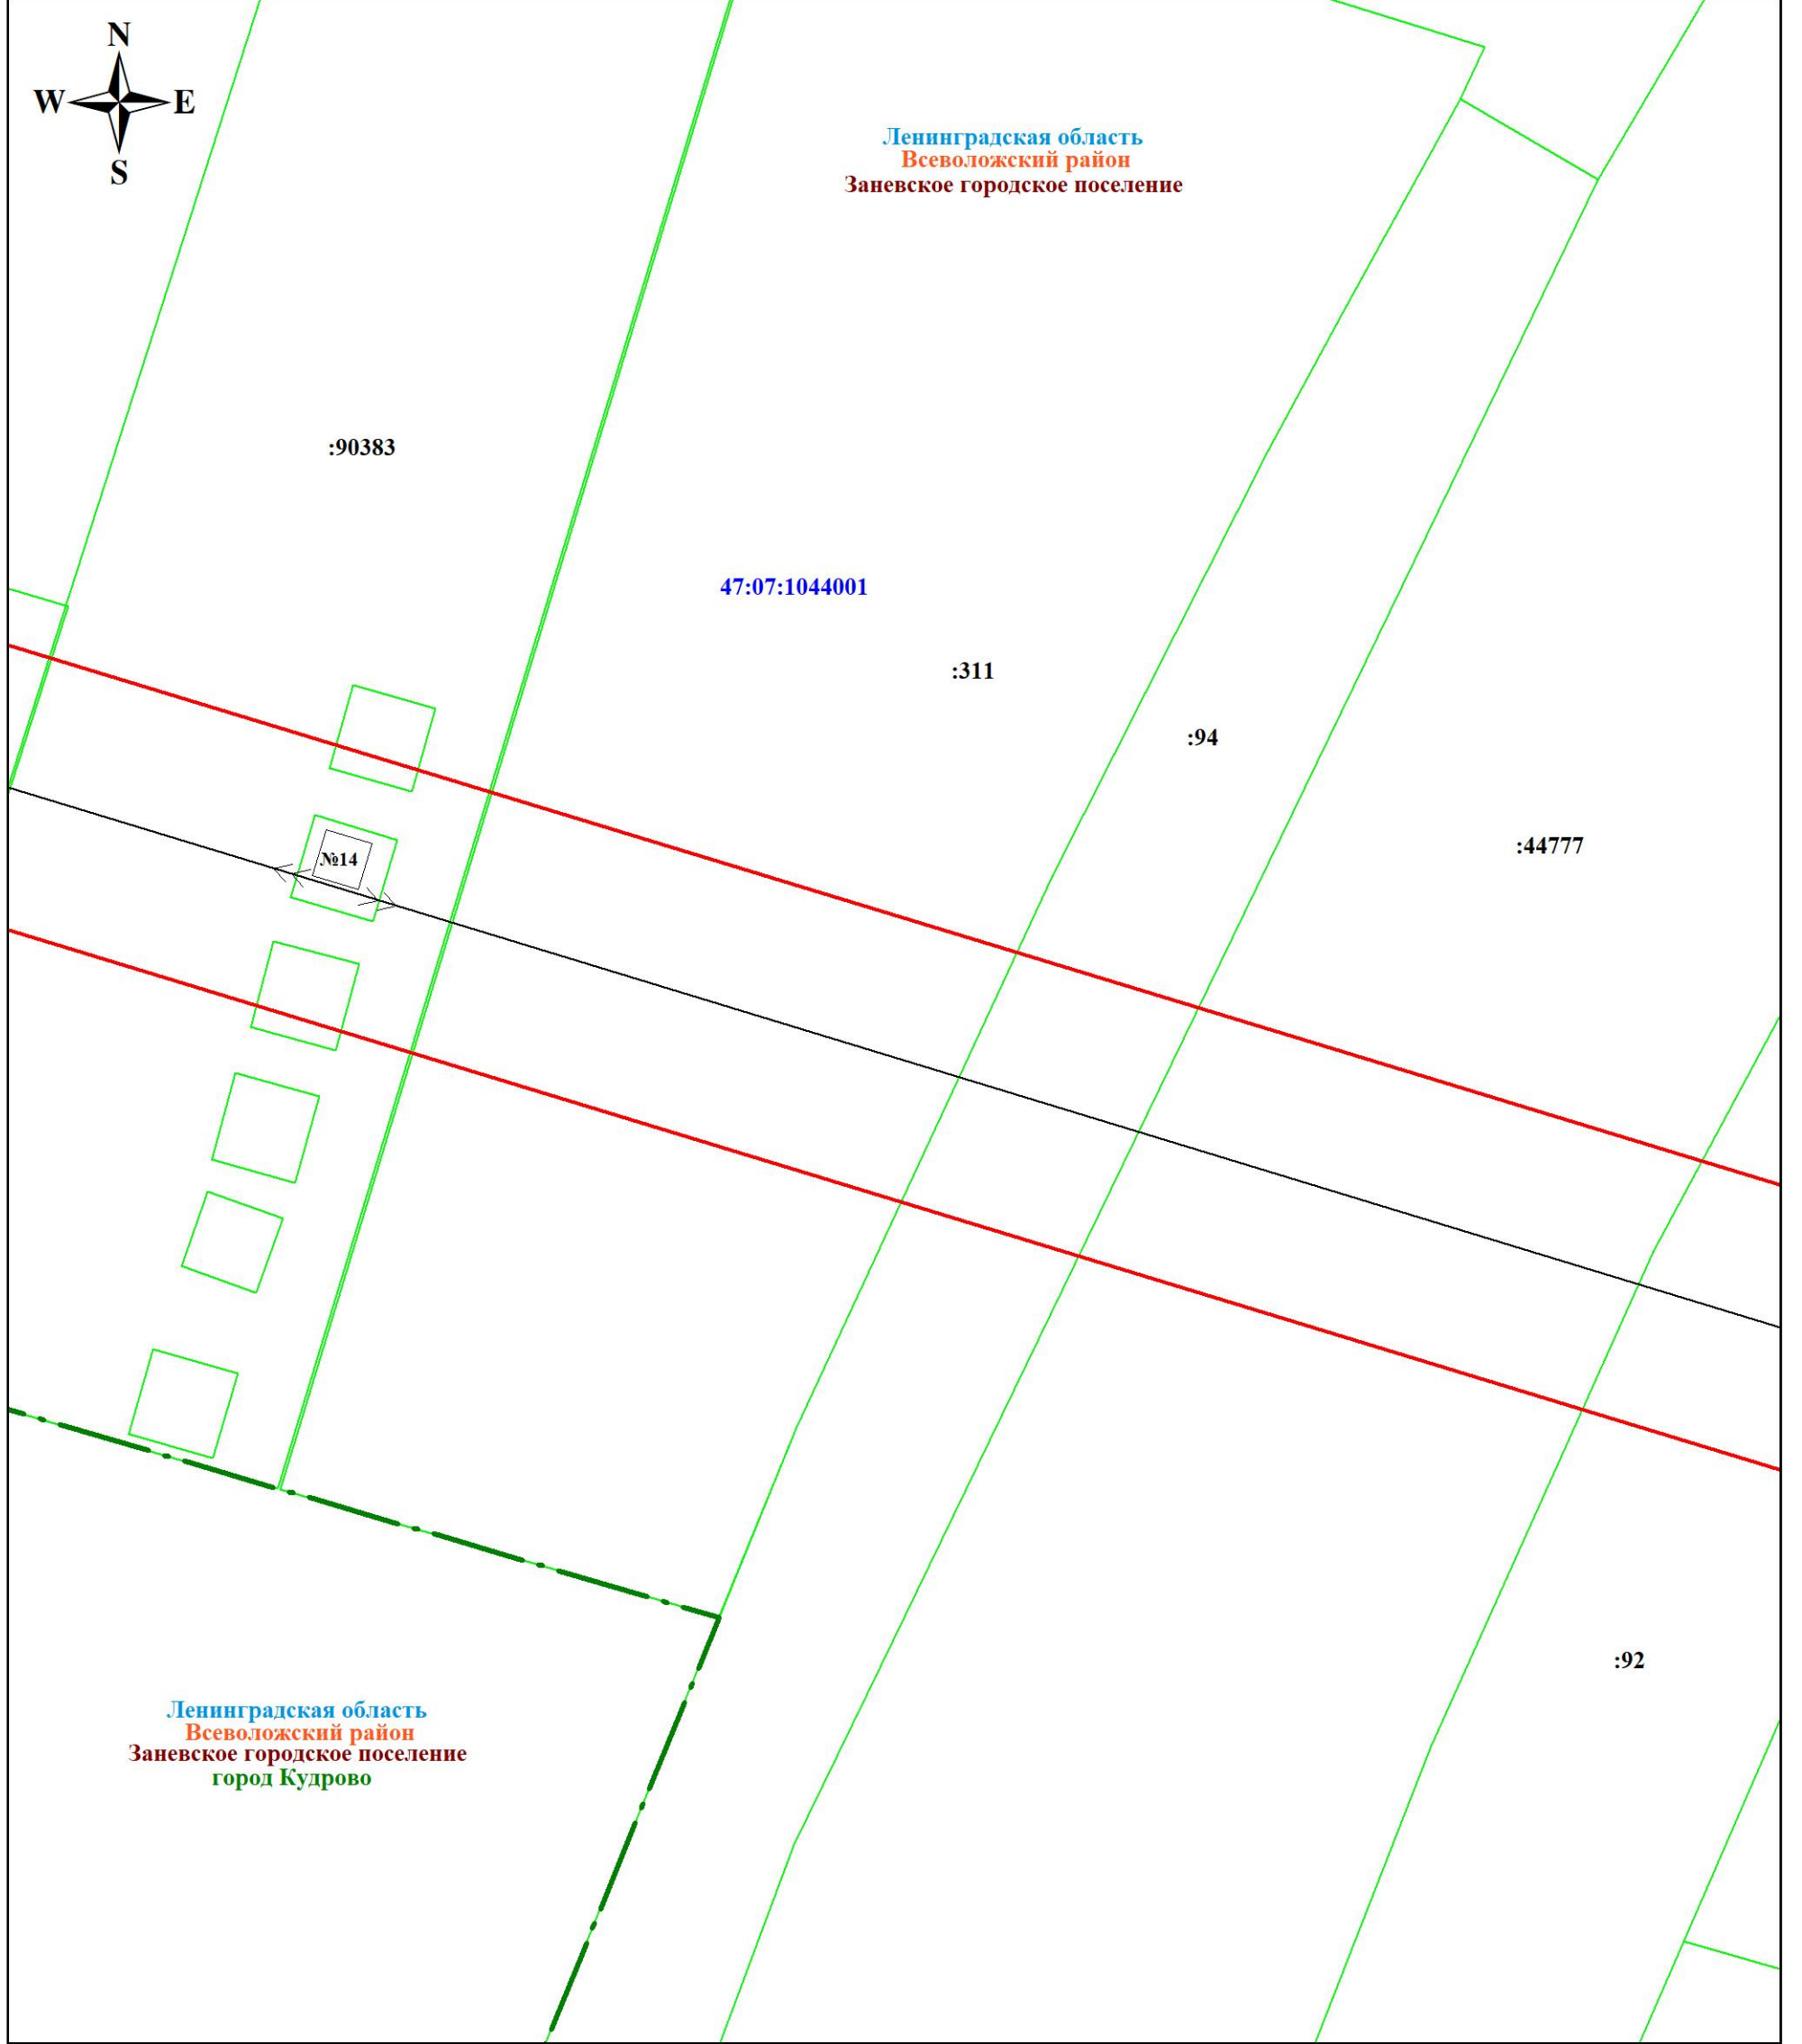 N
W E
S
Ленинградская область
Всеволожский район
Заневское городское поселение
:90383
47:07:1044001
:311
:94
:44777
№14
:92
Ленинградская область
Всеволожский район
Заневское городское поселение
город Кудрово